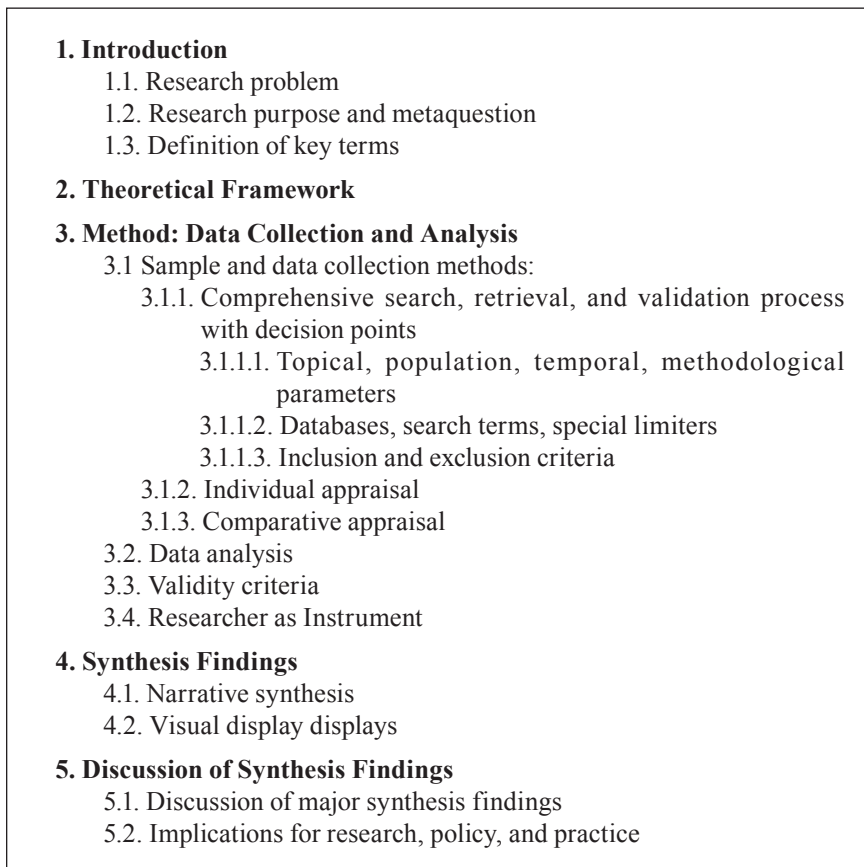 1. Introduction
1.1. Research problem
1.2. Research purpose and metaquestion
1.3. Definition of key terms
2. Theoretical Framework
3. Method: Data Collection and Analysis
3.1 Sample and data collection methods:
3.1.1. Comprehensive search, retrieval, and validation process
with decision points
3.1.1.1. Topical, population, temporal, methodological
parameters
3.1.1.2. Databases, search terms, special limiters
3.1.1.3. Inclusion and exclusion criteria
3.1.2. Individual appraisal
3.1.3. Comparative appraisal
3.2. Data analysis
3.3. Validity criteria
3.4. Researcher as Instrument
4. Synthesis Findings
4.1. Narrative synthesis
4.2. Visual display displays
5. Discussion of Synthesis Findings
5.1. Discussion of major synthesis findings
5.2. Implications for research, policy, and practice